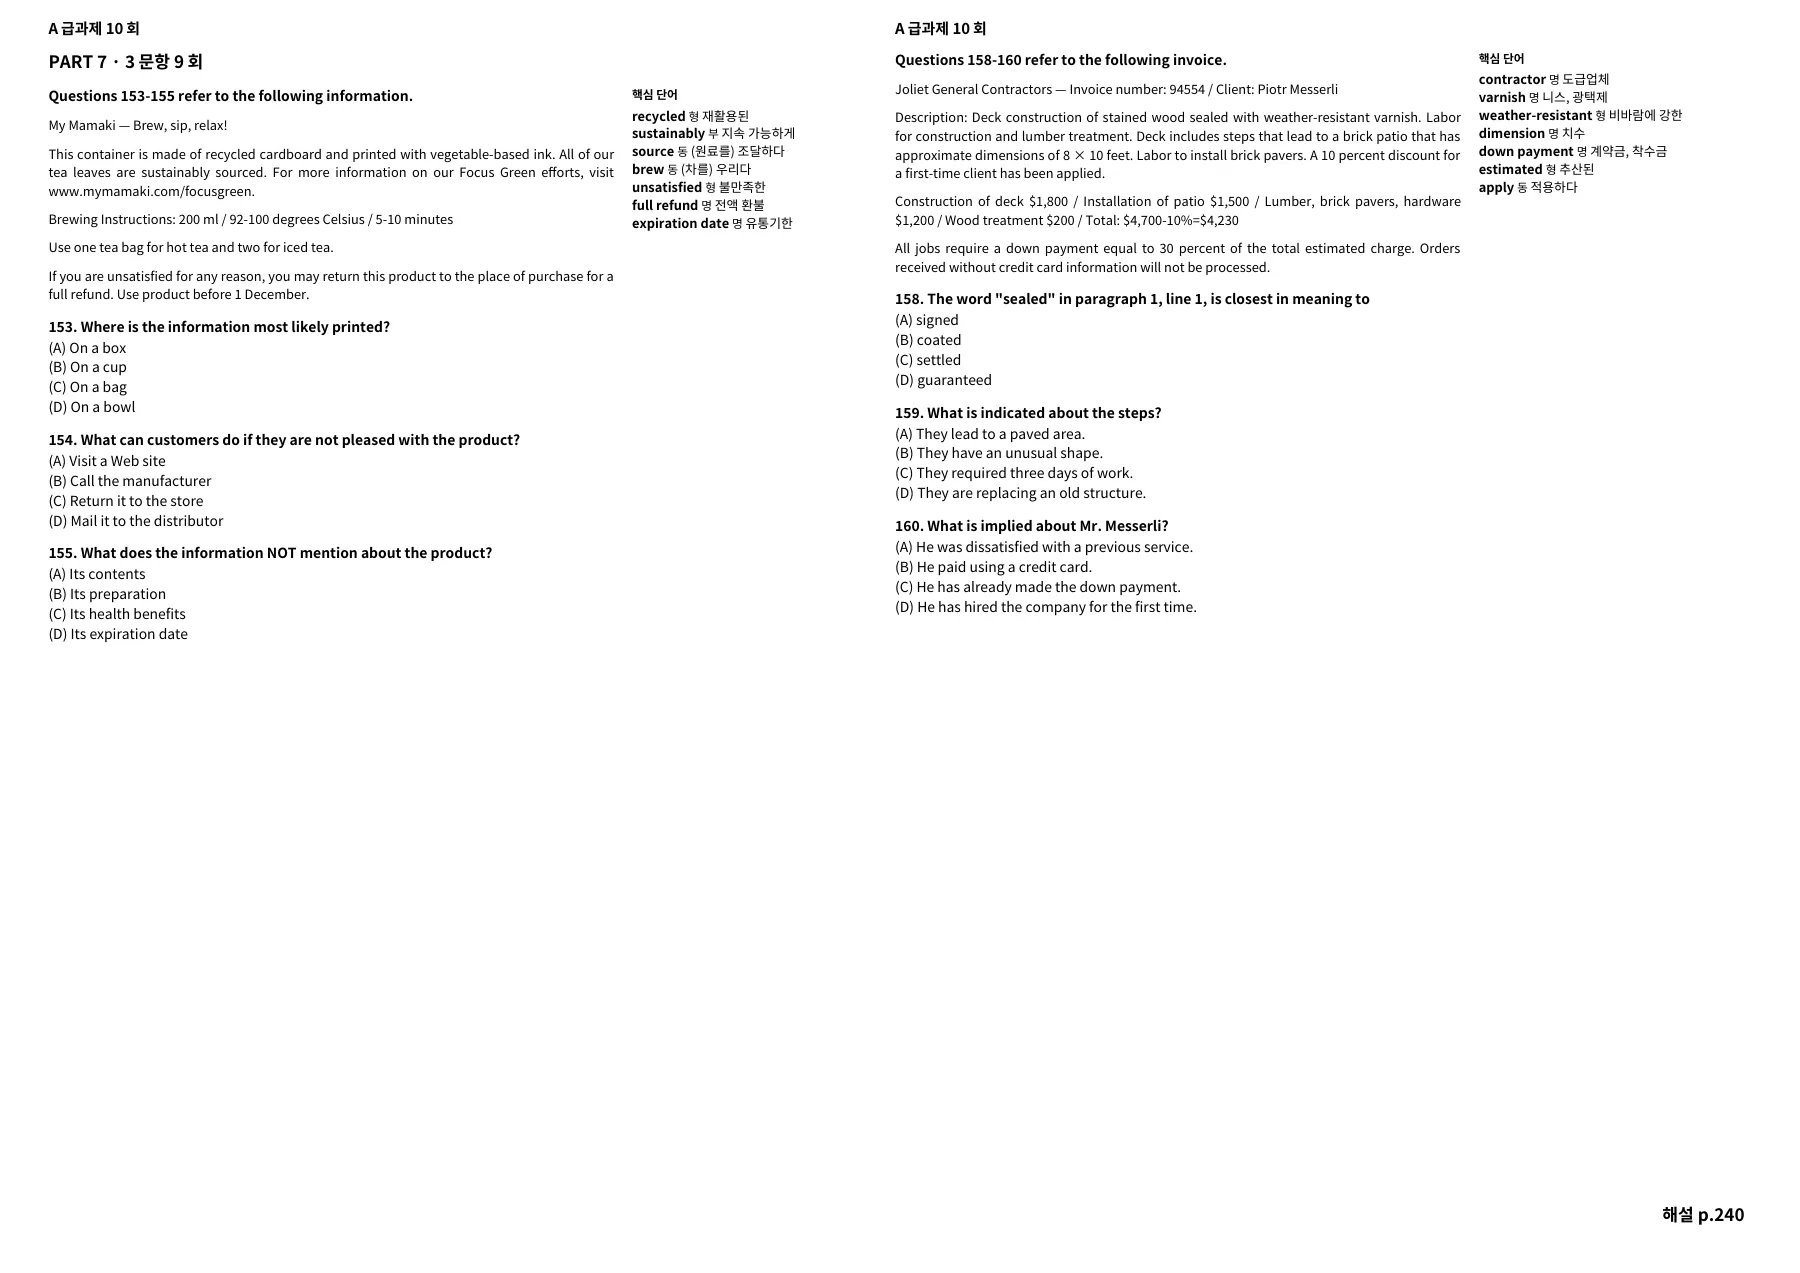 A 급과제 10 회
PART 7 · 3 문항 9 회
Questions 153-155 refer to the following information.
My Mamaki — Brew, sip, relax!
This container is made of recycled cardboard and printed with vegetable-based ink. All of our
tea leaves are sustainably sourced. For more information on our Focus Green efforts, visit
www.mymamaki.com/focusgreen.
Brewing Instructions: 200 ml / 92-100 degrees Celsius / 5-10 minutes
Use one tea bag for hot tea and two for iced tea.
If you are unsatisfied for any reason, you may return this product to the place of purchase for a
full refund. Use product before 1 December.
153. Where is the information most likely printed?
(A) On a box
(B) On a cup
(C) On a bag
(D) On a bowl
154. What can customers do if they are not pleased with the product?
(A) Visit a Web site
(B) Call the manufacturer
(C) Return it to the store
(D) Mail it to the distributor
155. What does the information NOT mention about the product?
(A) Its contents
(B) Its preparation
(C) Its health benefits
(D) Its expiration date
핵심 단어
recycled 형 재활용된
sustainably 부 지속 가능하게
source 동 (원료를) 조달하다
brew 동 (차를) 우리다
unsatisfied 형 불만족한
full refund 명 전액 환불
expiration date 명 유통기한
A 급과제 10 회
Questions 158-160 refer to the following invoice.
Joliet General Contractors — Invoice number: 94554 / Client: Piotr Messerli
Description: Deck construction of stained wood sealed with weather-resistant varnish. Labor
for construction and lumber treatment. Deck includes steps that lead to a brick patio that has
approximate dimensions of 8 × 10 feet. Labor to install brick pavers. A 10 percent discount for
a first-time client has been applied.
Construction of deck $1,800 / Installation of patio $1,500 / Lumber, brick pavers, hardware
$1,200 / Wood treatment $200 / Total: $4,700-10%=$4,230
All jobs require a down payment equal to 30 percent of the total estimated charge. Orders
received without credit card information will not be processed.
158. The word "sealed" in paragraph 1, line 1, is closest in meaning to
(A) signed
(B) coated
(C) settled
(D) guaranteed
159. What is indicated about the steps?
(A) They lead to a paved area.
(B) They have an unusual shape.
(C) They required three days of work.
(D) They are replacing an old structure.
160. What is implied about Mr. Messerli?
(A) He was dissatisfied with a previous service.
(B) He paid using a credit card.
(C) He has already made the down payment.
(D) He has hired the company for the first time.
핵심 단어
contractor 명 도급업체
varnish 명 니스, 광택제
weather-resistant 형 비바람에 강한
dimension 명 치수
down payment 명 계약금, 착수금
estimated 형 추산된
apply 동 적용하다
해설 p.240